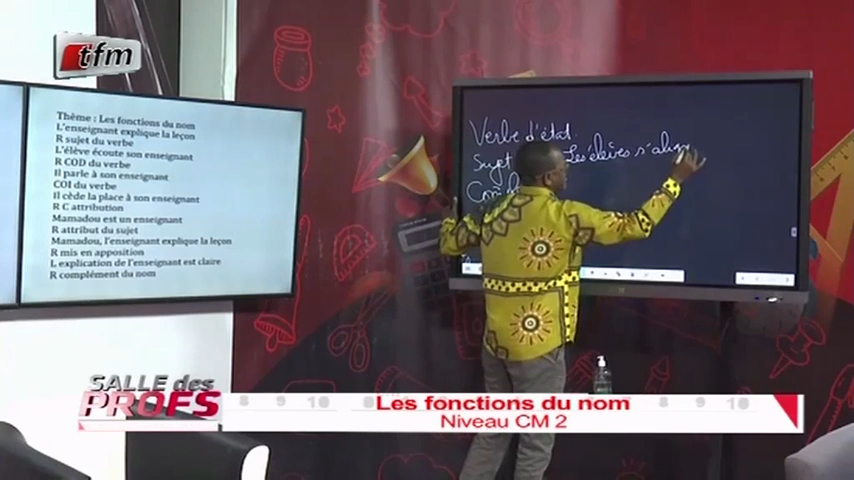 tfm
Thème : Les fonctions du nom
L'enseignant explique la leçon
R sujet du verbe
L'élève écoute son enseignant
R COD du verbe
Il parle à son enseignant
COI du verbe
Il cède la place à son enseignant
R C attribution
Mamadou est un enseignant
R attribut du sujet
Mamadou, l'enseignant explique la leçon
R mis en apposition
L explication de l'enseignant est claire
R complément du nom
Verbe d'état.
Sujet Les élèves s'align
SALLE des
PROFS
Les fonctions du nom
Niveau CM 2